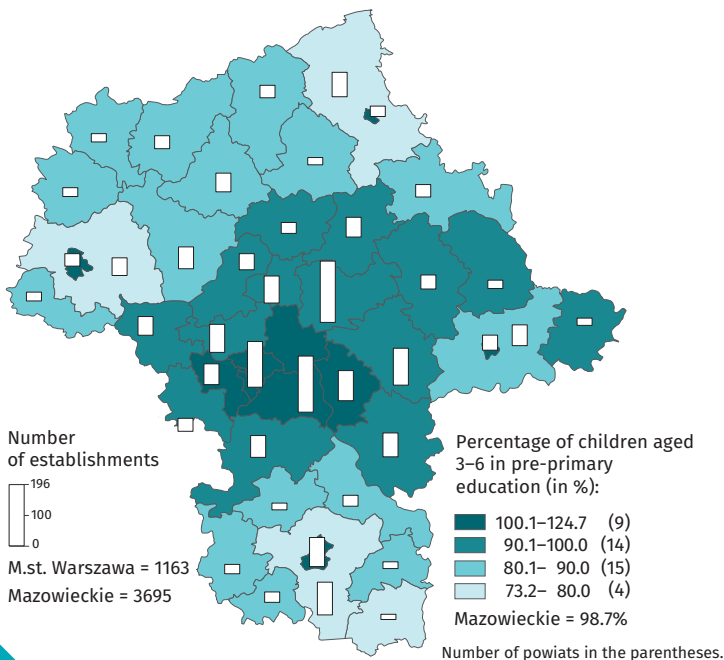 Number
of establishments
196
100
0
M.st. Warszawa = 1163
Mazowieckie = 3695
Percentage of children aged
3–6 in pre-primary
education (in %):
100.1–124.7 (9)
90.1–100.0 (14)
80.1– 90.0 (15)
73.2– 80.0 (4)
Mazowieckie = 98.7%
Number of powiats in the parentheses.